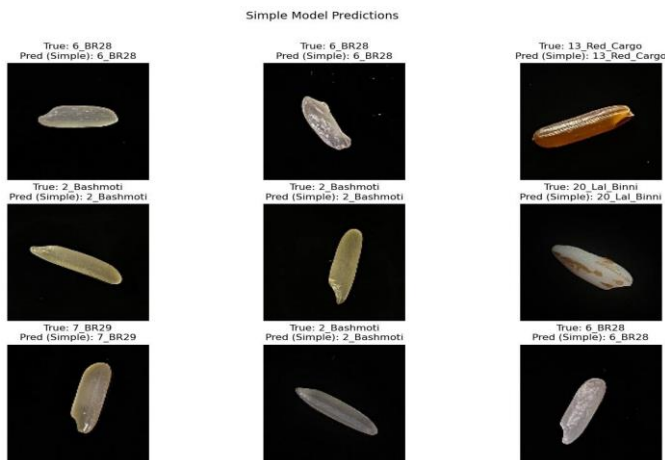 Simple Model Predictions
True: 6_BR28
Pred (Simple): 6_BR28
True: 6_BR28
Pred (Simple): 6_BR28
True: 13_Red_Cargo
Pred (Simple): 13_Red_Cargo
True: 2_Bashmoti
Pred (Simple): 2_Bashmoti
True: 2_Bashmoti
Pred (Simple): 2_Bashmoti
True: 20_Lal_Binni
Pred (Simple): 20_Lal_Binni
True: 7_BR29
Pred (Simple): 7_BR29
True: 2_Bashmoti
Pred (Simple): 2_Bashmoti
True: 6_BR28
Pred (Simple): 6_BR28